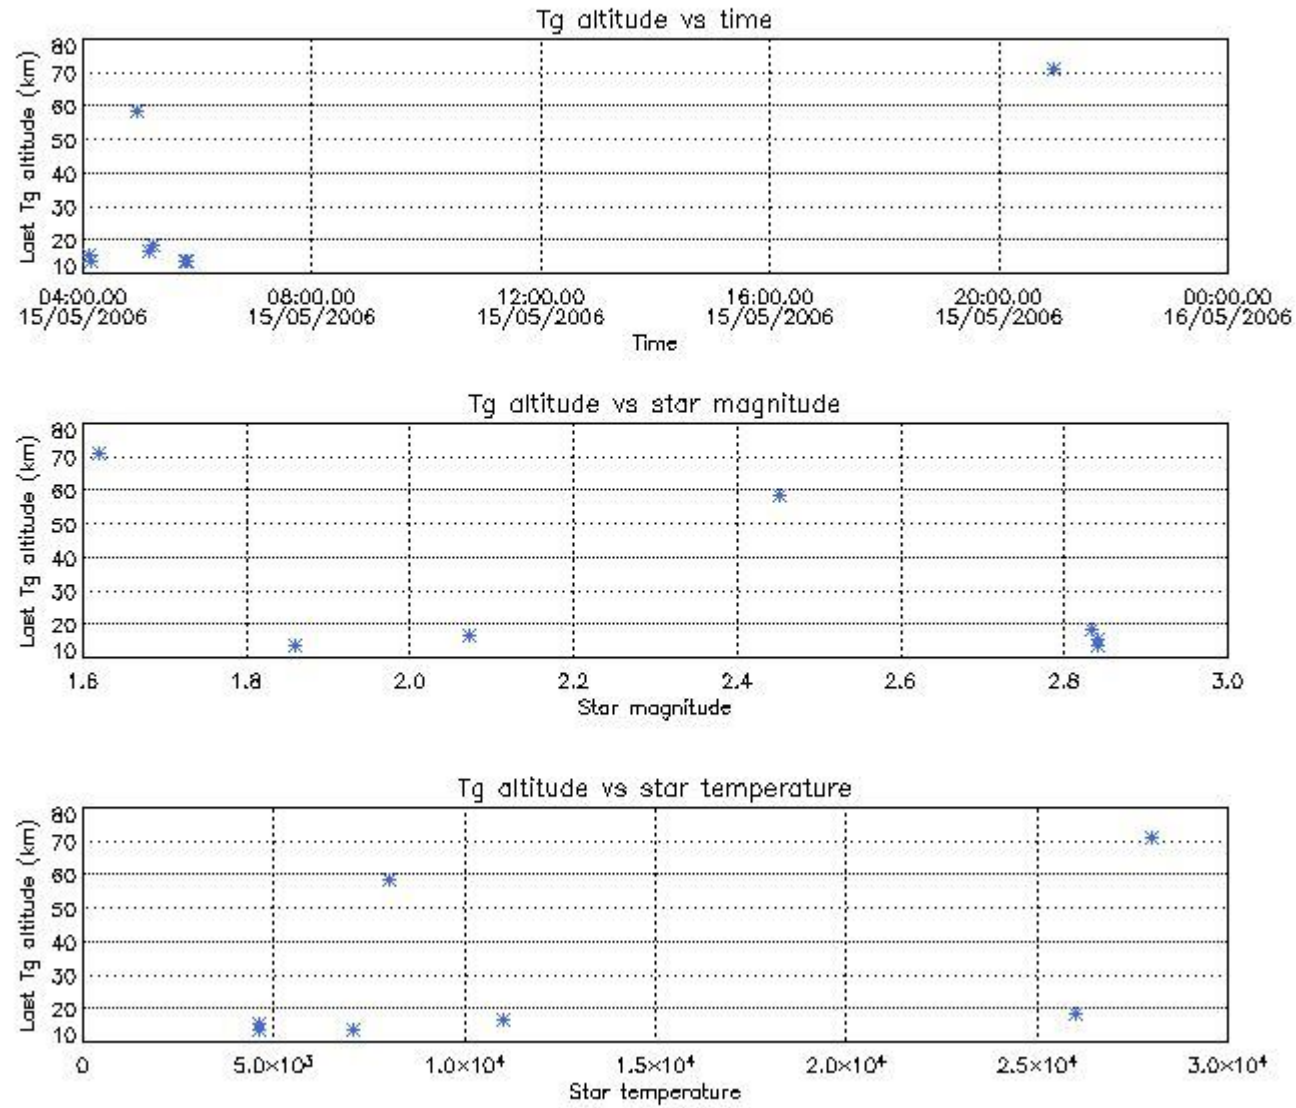 Tg altitude vs time
Last Tg altitude (km)
80
70
60
50
40
30
20
10
04:00.00 08:00.00 12:00.00 16:00.00 20:00.00 00:00.00
15/05/2006 15/05/2006 15/05/2006 15/05/2006 15/05/2006 16/05/2006
Time
Tg altitude vs star magnitude
Last Tg altitude (km)
80
70
60
50
40
30
20
10
1.6 1.8 2.0 2.2 2.4 2.6 2.8 3.0
Star magnitude
Tg altitude vs star temperature
Last Tg altitude (km)
80
70
60
50
40
30
20
10
0 5.0×10³ 1.0×10⁴ 1.5×10⁴ 2.0×10⁴ 2.5×10⁴ 3.0×10⁴
Star temperature